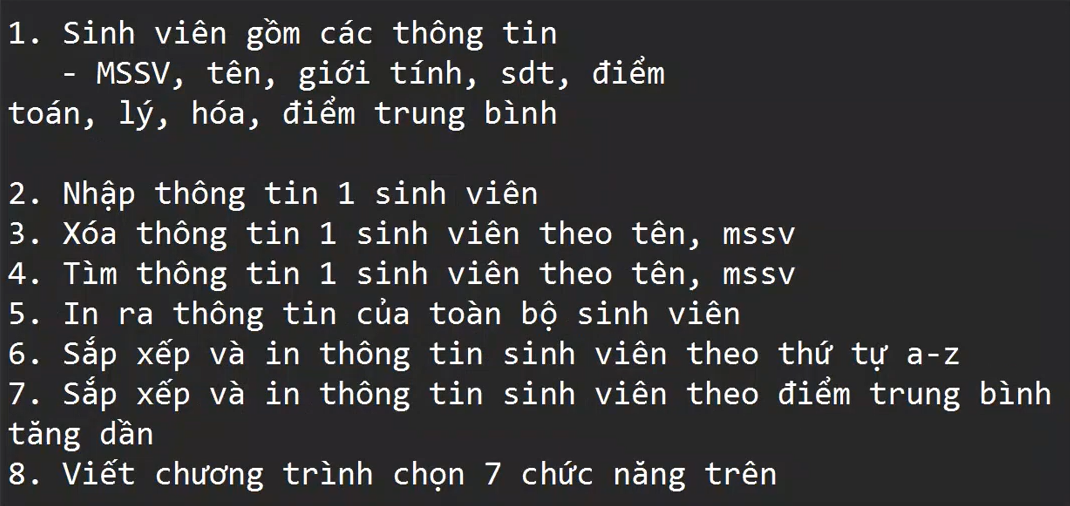 1. Sinh viên gồm các thông tin
- MSSV, tên, giới tính, sdt, điểm
toán, lý, hóa, điểm trung bình
2. Nhập thông tin 1 sinh viên
3. Xóa thông tin 1 sinh viên theo tên, mssv
4. Tìm thông tin 1 sinh viên theo tên, mssv
5. In ra thông tin của toàn bộ sinh viên
6. Sắp xếp và in thông tin sinh viên theo thứ tự a-z
7. Sắp xếp và in thông tin sinh viên theo điểm trung bình
tăng dần
8. Viết chương trình chọn 7 chức năng trên